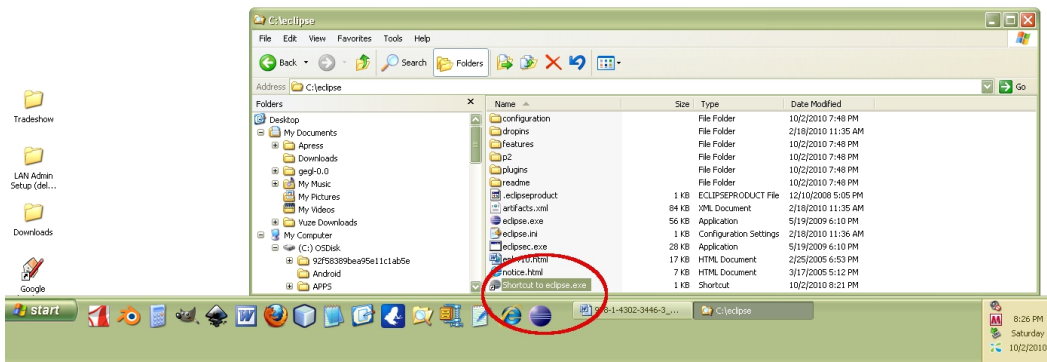 C:\eclipse
File Edit View Favorites Tools Help
Back Search Folders
Address C:\eclipse Go
Folders Name Size Type Date Modified
Desktop
My Documents
Apress
Downloads
gegl-0.0
My Music
My Pictures
My Videos
Vuze Downloads
My Computer
(C:) OSDisk
92f58389bea95e11c1ab5e
Android
APPS
configuration File Folder 10/2/2010 7:48 PM
dropins File Folder 2/18/2010 11:35 AM
features File Folder 10/2/2010 7:48 PM
p2 File Folder 10/2/2010 7:48 PM
plugins File Folder 10/2/2010 7:48 PM
readme File Folder 10/2/2010 7:48 PM
.eclipseproduct 1 KB ECLIPSEPRODUCT File 12/10/2008 5:05 PM
artifacts.xml 84 KB XML Document 2/18/2010 11:35 AM
eclipse.exe 56 KB Application 5/19/2009 6:10 PM
eclipse.ini 1 KB Configuration Settings 2/18/2010 11:36 AM
eclipsec.exe 28 KB Application 5/19/2009 6:10 PM
17 KB HTML Document 2/25/2005 6:53 PM
notice.html 7 KB HTML Document 3/17/2005 5:12 PM
Shortcut to eclipse.exe 1 KB Shortcut 10/2/2010 8:21 PM
Tradeshow
LAN Admin
Setup (del...
Downloads
Google
start
978-1-4302-3446-3_...
C:\eclipse
8:26 PM
Saturday
10/2/2010